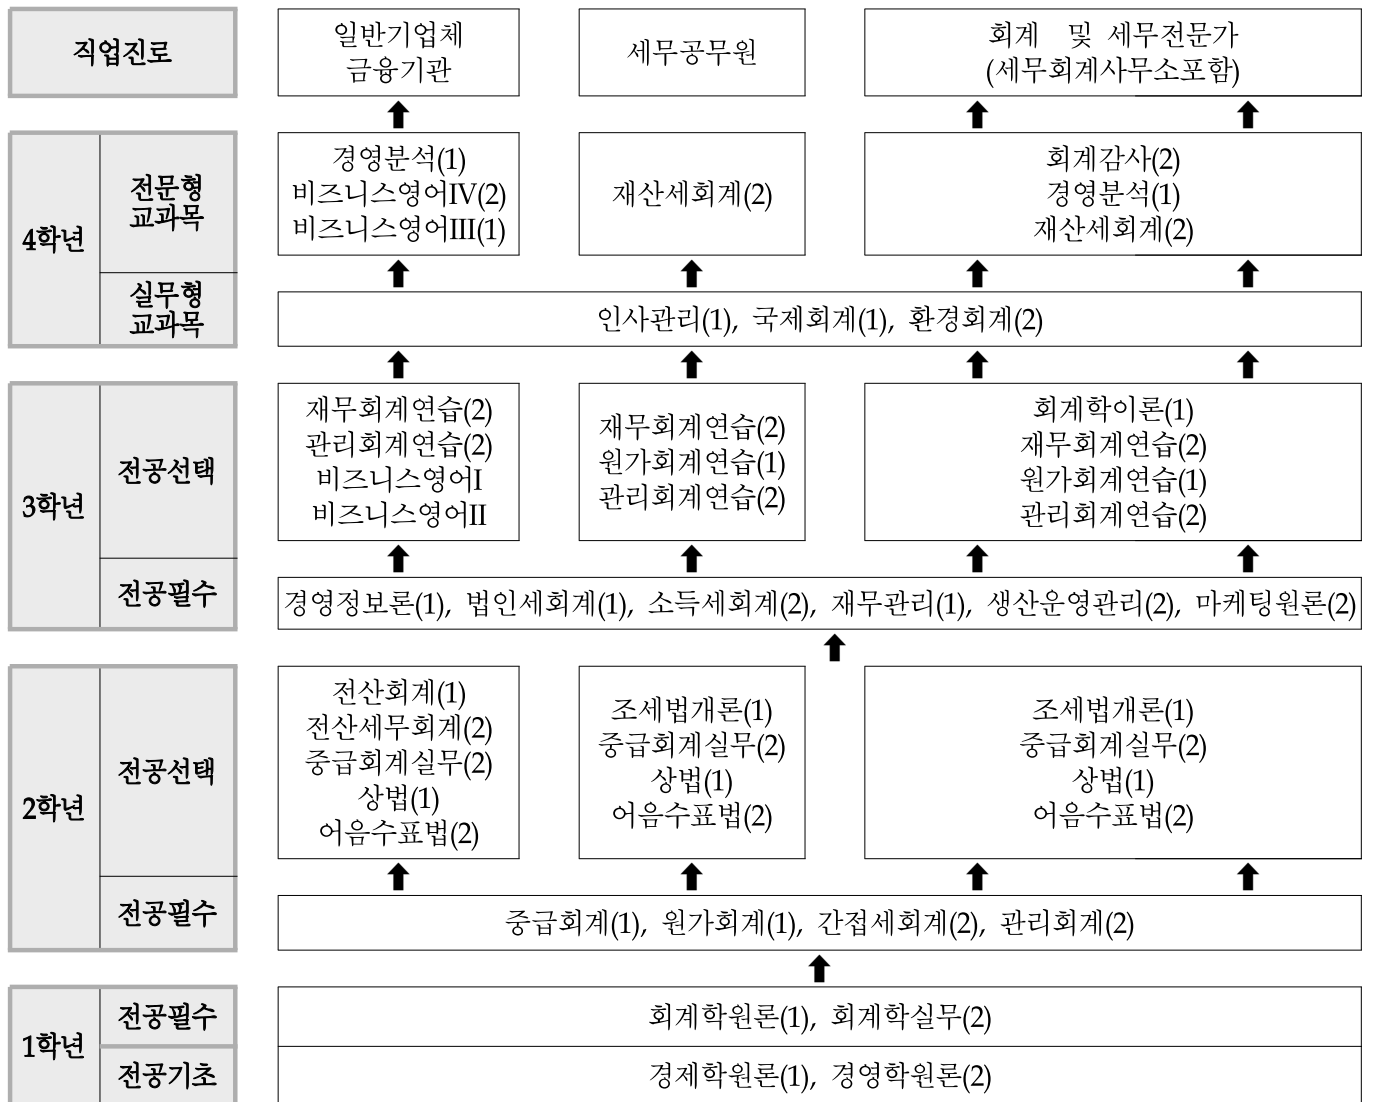 직업진로
일반기업체
금융기관
세무공무원
회계 및 세무전문가
(세무회계사무소포함)
4학년
전문형
교과목
경영분석(1)
비즈니스영어IV(2)
비즈니스영어III(1)
재산세회계(2)
회계감사(2)
경영분석(1)
재산세회계(2)
실무형
교과목
인사관리(1), 국제회계(1), 환경회계(2)
3학년
전공선택
재무회계연습(2)
관리회계연습(2)
비즈니스영어I
비즈니스영어II
재무회계연습(2)
원가회계연습(1)
관리회계연습(2)
회계학이론(1)
재무회계연습(2)
원가회계연습(1)
관리회계연습(2)
전공필수
경영정보론(1), 법인세회계(1), 소득세회계(2), 재무관리(1), 생산운영관리(2), 마케팅원론(2)
2학년
전공선택
전산회계(1)
전산세무회계(2)
중급회계실무(2)
상법(1)
어음수표법(2)
조세법개론(1)
중급회계실무(2)
상법(1)
어음수표법(2)
조세법개론(1)
중급회계실무(2)
상법(1)
어음수표법(2)
전공필수
중급회계(1), 원가회계(1), 간접세회계(2), 관리회계(2)
1학년
전공필수
회계학원론(1), 회계학실무(2)
전공기초
경제학원론(1), 경영학원론(2)